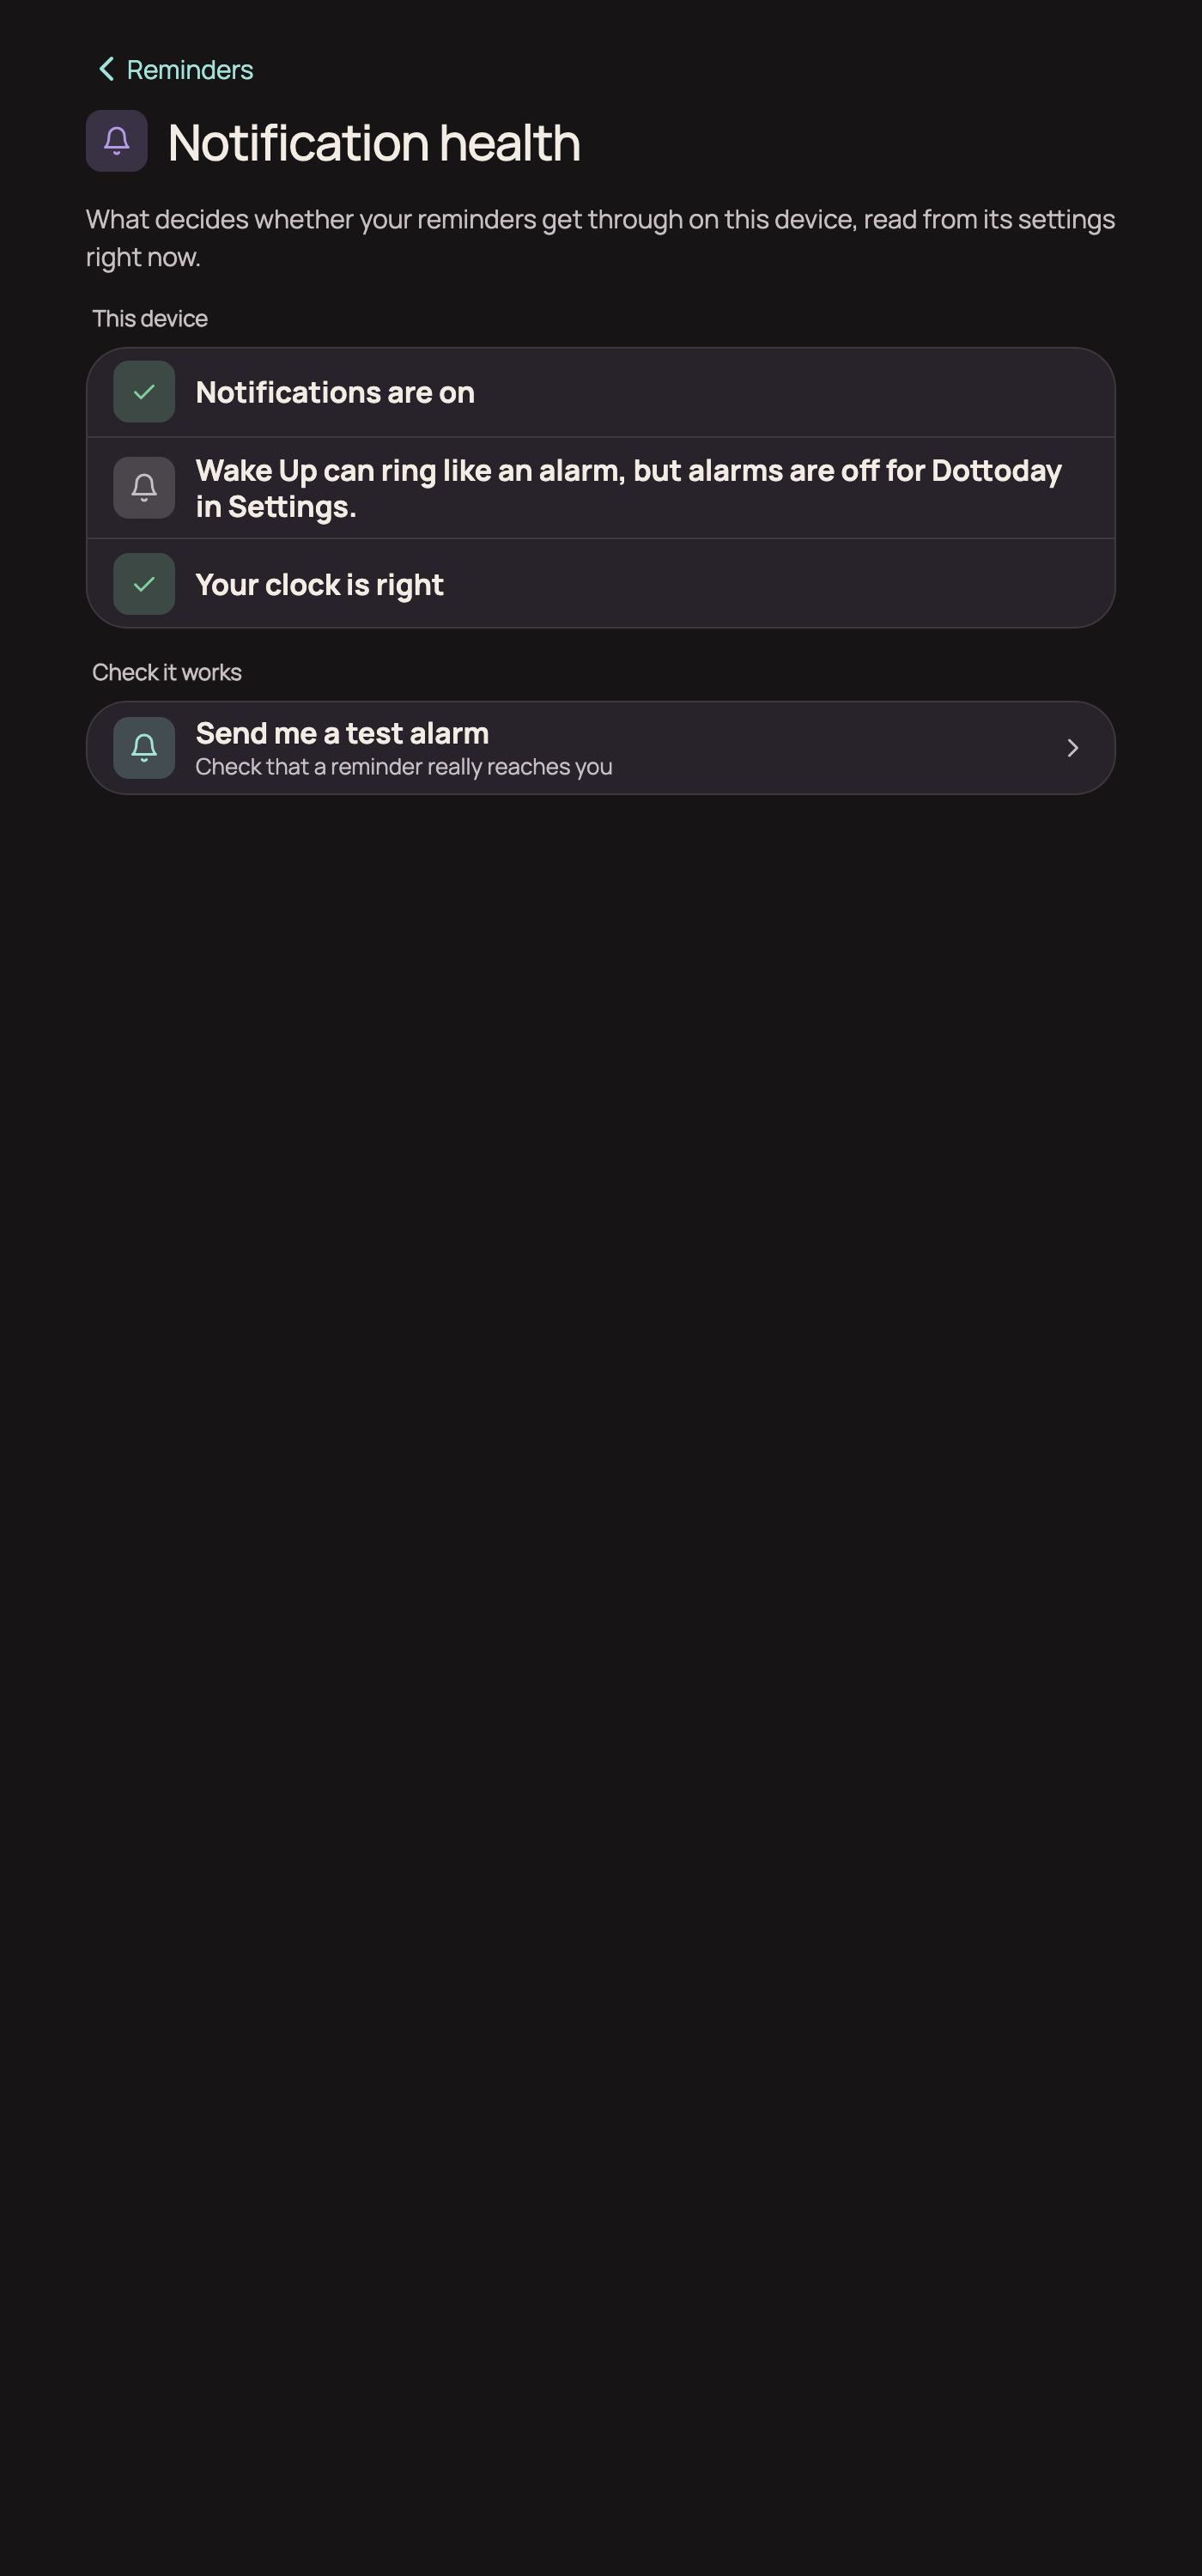 Reminders
Notification health
What decides whether your reminders get through on this device, read from its settings
right now.
This device
Notifications are on
Wake Up can ring like an alarm, but alarms are off for Dottoday
in Settings.
Your clock is right
Check it works
Send me a test alarm
Check that a reminder really reaches you